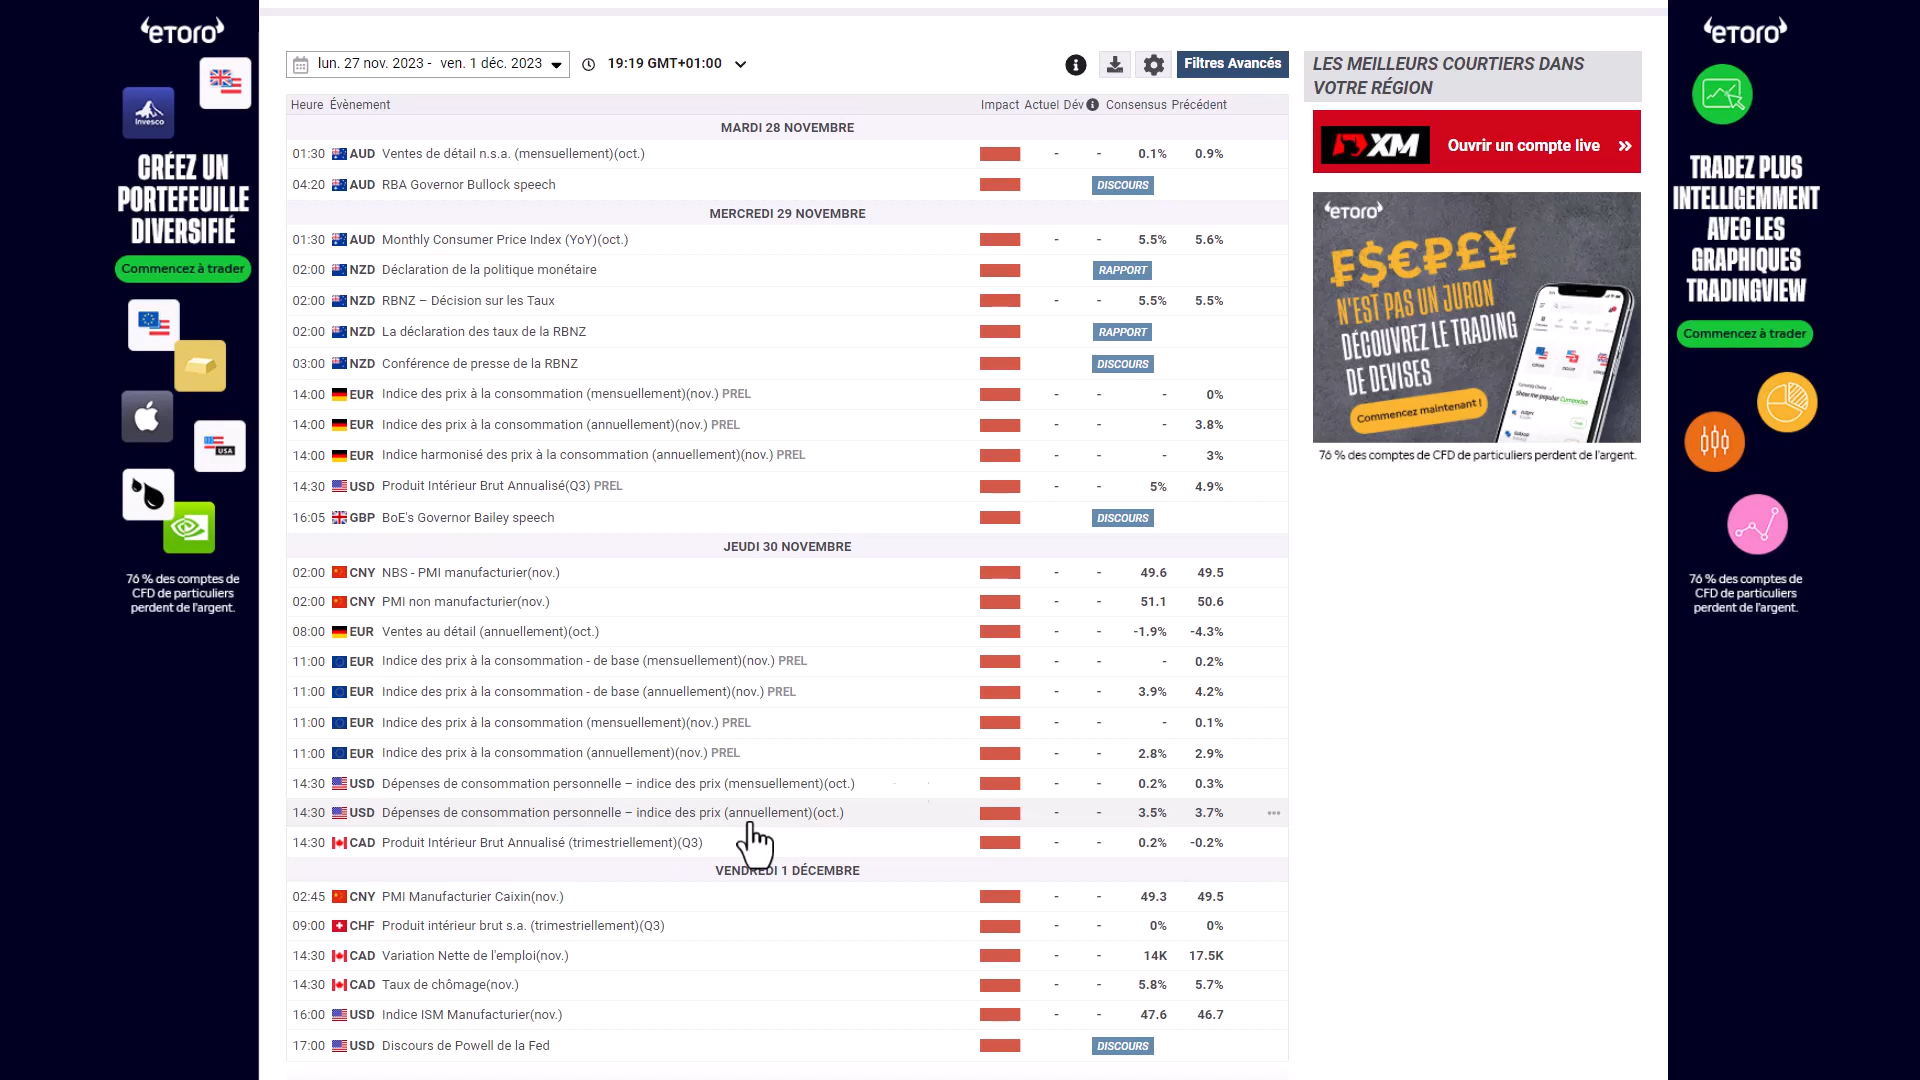 eToro
Invesco
CRÉEZ UN
PORTEFEUILLE
DIVERSIFIÉ
Commencez à trader
USA
76 % des comptes de
CFD de particuliers
perdent de l'argent.
lun. 27 nov. 2023 - ven. 1 déc. 2023
19:19 GMT+01:00
Filtres Avancés
Heure Évènement Impact Actuel Dév Consensus Précédent
MARDI 28 NOVEMBRE
01:30 AUD Ventes de détail n.s.a. (mensuellement)(oct.) - - 0.1% 0.9%
04:20 AUD RBA Governor Bullock speech DISCOURS
MERCREDI 29 NOVEMBRE
01:30 AUD Monthly Consumer Price Index (YoY)(oct.) - - 5.5% 5.6%
02:00 NZD Déclaration de la politique monétaire RAPPORT
02:00 NZD RBNZ – Décision sur les Taux - - 5.5% 5.5%
02:00 NZD La déclaration des taux de la RBNZ RAPPORT
03:00 NZD Conférence de presse de la RBNZ DISCOURS
14:00 EUR Indice des prix à la consommation (mensuellement)(nov.) PREL - - - 0%
14:00 EUR Indice des prix à la consommation (annuellement)(nov.) PREL - - - 3.8%
14:00 EUR Indice harmonisé des prix à la consommation (annuellement)(nov.) PREL - - - 3%
14:30 USD Produit Intérieur Brut Annualisé(Q3) PREL - - 5% 4.9%
16:05 GBP BoE's Governor Bailey speech DISCOURS
JEUDI 30 NOVEMBRE
02:00 CNY NBS - PMI manufacturier(nov.) - - 49.6 49.5
02:00 CNY PMI non manufacturier(nov.) - - 51.1 50.6
08:00 EUR Ventes au détail (annuellement)(oct.) - - -1.9% -4.3%
11:00 EUR Indice des prix à la consommation - de base (mensuellement)(nov.) PREL - - - 0.2%
11:00 EUR Indice des prix à la consommation - de base (annuellement)(nov.) PREL - - 3.9% 4.2%
11:00 EUR Indice des prix à la consommation (mensuellement)(nov.) PREL - - - 0.1%
11:00 EUR Indice des prix à la consommation (annuellement)(nov.) PREL - - 2.8% 2.9%
14:30 USD Dépenses de consommation personnelle – indice des prix (mensuellement)(oct.) - - 0.2% 0.3%
14:30 USD Dépenses de consommation personnelle – indice des prix (annuellement)(oct.) - - 3.5% 3.7%
14:30 CAD Produit Intérieur Brut Annualisé (trimestriellement)(Q3) - - 0.2% -0.2%
VENDREDI 1 DÉCEMBRE
02:45 CNY PMI Manufacturier Caixin(nov.) - - 49.3 49.5
09:00 CHF Produit intérieur brut s.a. (trimestriellement)(Q3) - - 0% 0%
14:30 CAD Variation Nette de l'emploi(nov.) - - 14K 17.5K
14:30 CAD Taux de chômage(nov.) - - 5.8% 5.7%
16:00 USD Indice ISM Manufacturier(nov.) - - 47.6 46.7
17:00 USD Discours de Powell de la Fed DISCOURS
LES MEILLEURS COURTIERS DANS
VOTRE RÉGION
XM Ouvrir un compte live »
eToro
₣$€₽£¥
N'EST PAS UN JURON
DÉCOUVREZ LE TRADING
DE DEVISES
Commencez maintenant !
76 % des comptes de CFD de particuliers perdent de l'argent.
eToro
TRADEZ PLUS
INTELLIGEMMENT
AVEC LES
GRAPHIQUES
TRADINGVIEW
Commencez à trader
76 % des comptes de
CFD de particuliers
perdent de l'argent.